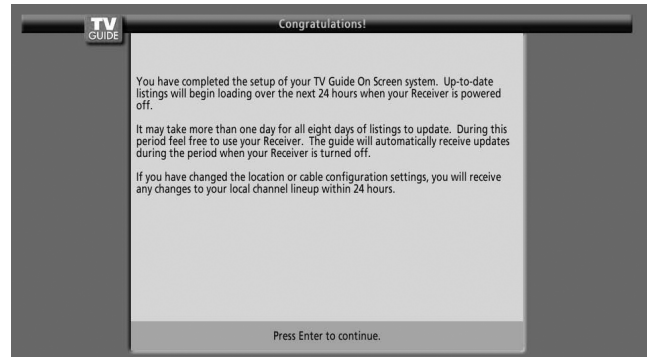 TV
GUIDE
Congratulations!
You have completed the setup of your TV Guide On Screen system. Up-to-date
listings will begin loading over the next 24 hours when your Receiver is powered
off.
It may take more than one day for all eight days of listings to update. During this
period feel free to use your Receiver. The guide will automatically receive updates
during the period when your Receiver is turned off.
If you have changed the location or cable configuration settings, you will receive
any changes to your local channel lineup within 24 hours.
Press Enter to continue.